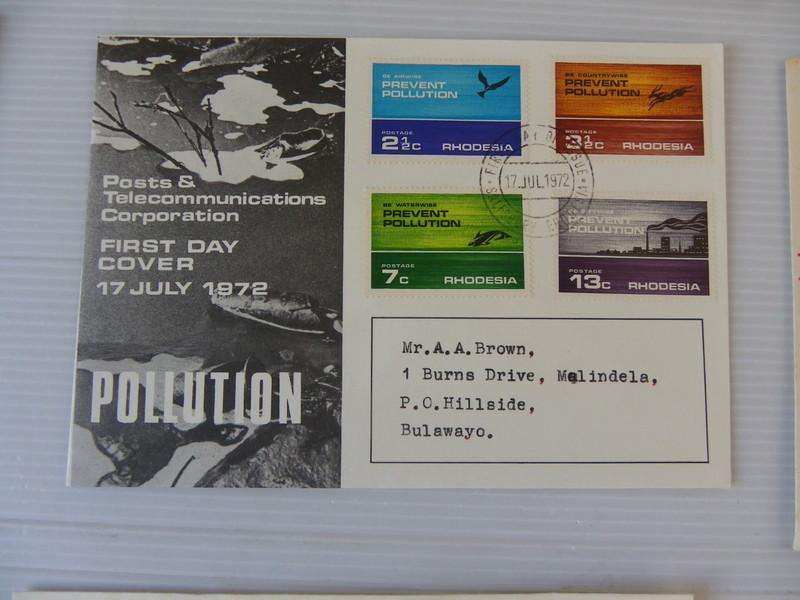 Posts &
Telecommunications
Corporation
FIRST DAY
COVER
17 JULY 1972
POLLUTION
BE AIRWISE
PREVENT
POLLUTION
POSTAGE
2½C RHODESIA
BE COUNTRYWISE
PREVENT
POLLUTION
POSTAGE
3½C RHODESIA
BE WATERWISE
PREVENT
POLLUTION
POSTAGE
7C RHODESIA
PREVENT
POLLUTION
POSTAGE
13C RHODESIA
17.JUL.1972
Mr.A.A.Brown,
1 Burns Drive, Malindela,
P.O.Hillside,
Bulawayo.